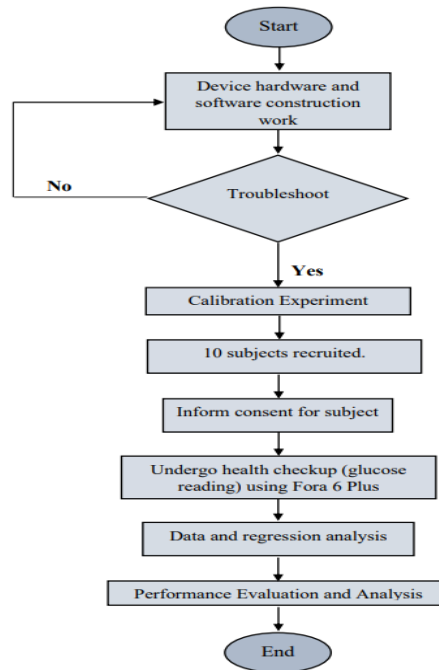 Start
Device hardware and
software construction
work
Troubleshoot
No
Yes
Calibration Experiment
10 subjects recruited.
Inform consent for subject
Undergo health checkup (glucose
reading) using Fora 6 Plus
Data and regression analysis
Performance Evaluation and Analysis
End